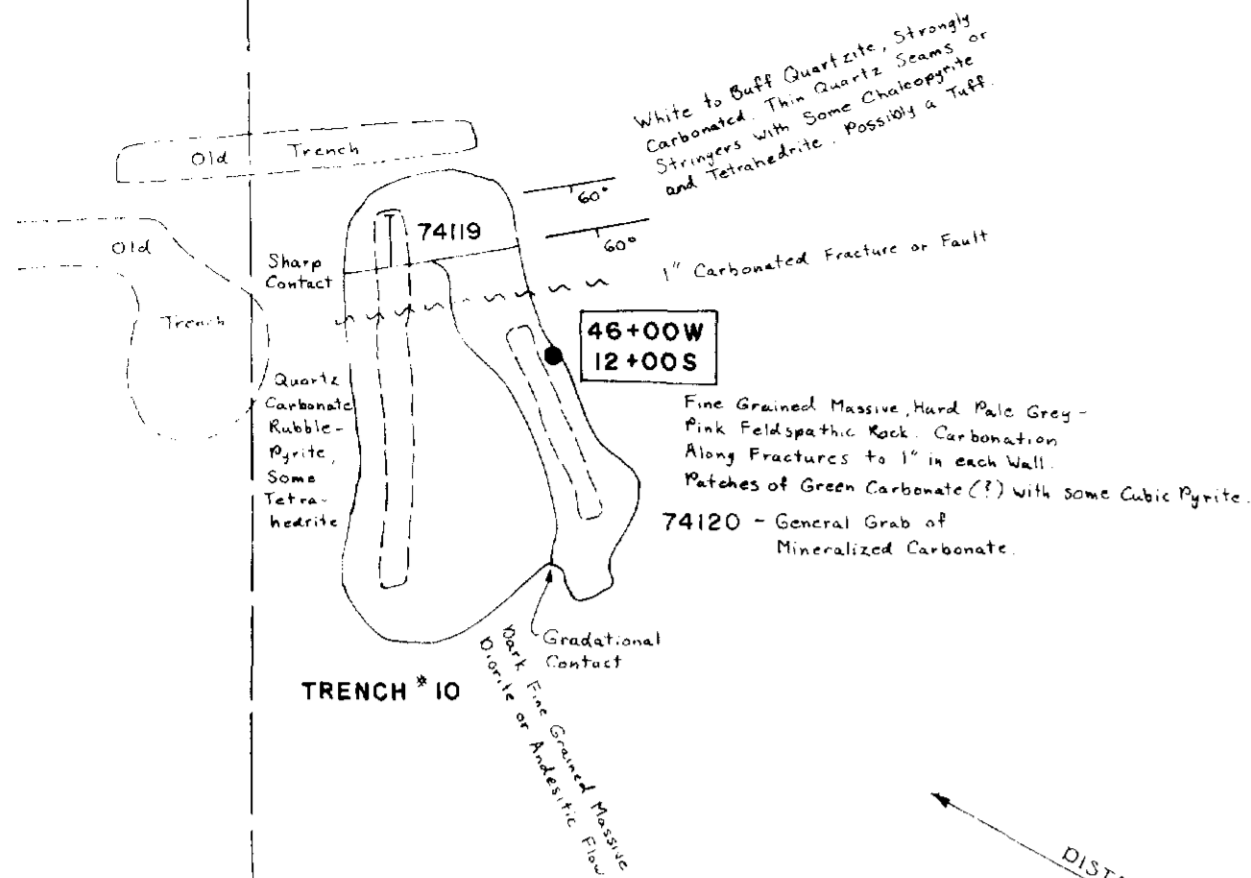 White to Buff Quartzite, Strongly
Carbonated. Thin Quartz Seams or
Stringers with Some Chalcopyrite
and Tetrahedrite. Possibly a Tuff.
Old Trench
60°
74119
60°
Old
Sharp
Contact
1" Carbonated Fracture or Fault
Trench
46+00W
12+00S
Quartz
Carbonate
Rubble-
Pyrite,
Some
Tetra-
hedrite
Fine Grained Massive, Hard Pale Grey-
Pink Feldspathic Rock. Carbonation
Along Fractures to 1" in each Wall.
Patches of Green Carbonate (?) with some Cubic Pyrite.
74120 - General Grab of
Mineralized Carbonate.
Gradational
Contact
TRENCH #10
Dark Fine Grained Massive
Diorite or Andesitic Flow